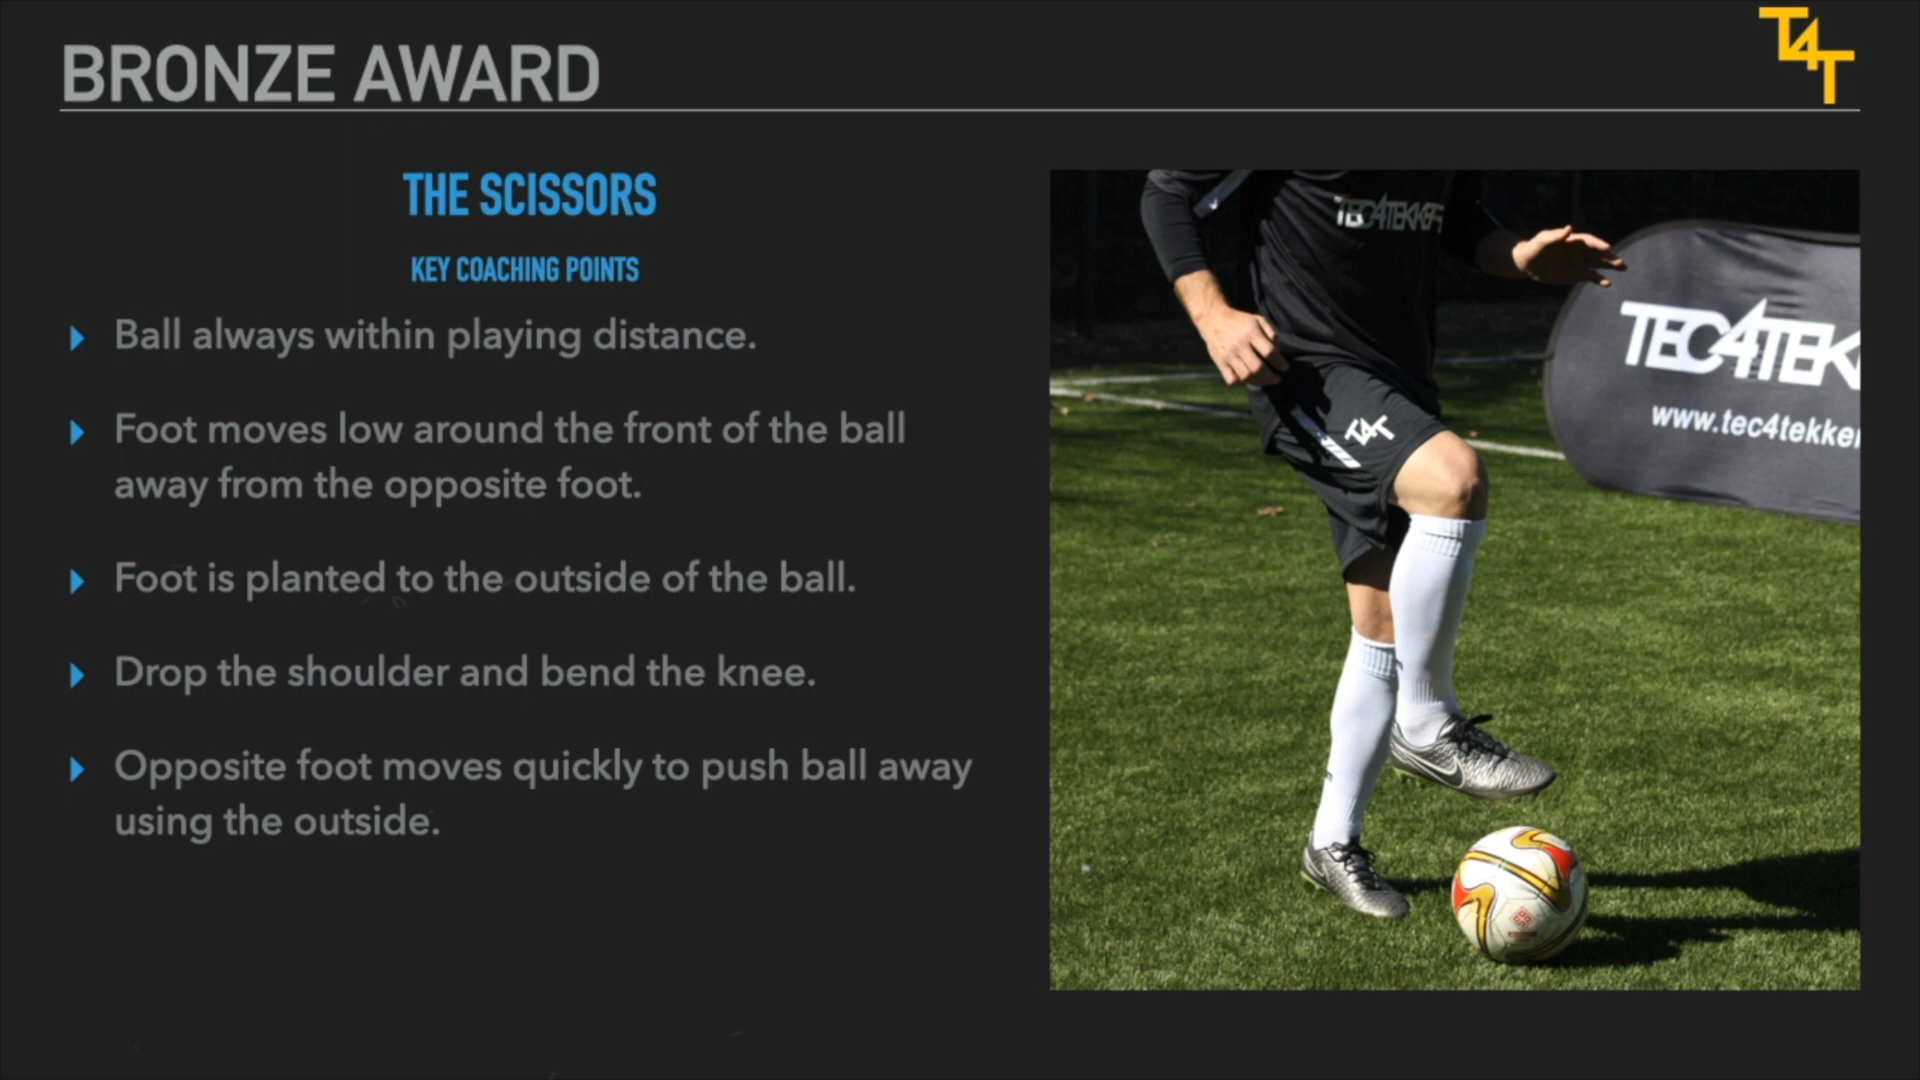 BRONZE AWARD
T4T
THE SCISSORS
KEY COACHING POINTS
Ball always within playing distance.
Foot moves low around the front of the ball
away from the opposite foot.
Foot is planted to the outside of the ball.
Drop the shoulder and bend the knee.
Opposite foot moves quickly to push ball away
using the outside.
TEC4TEKKER
TEC4TEK
www.tec4tekker
T4T